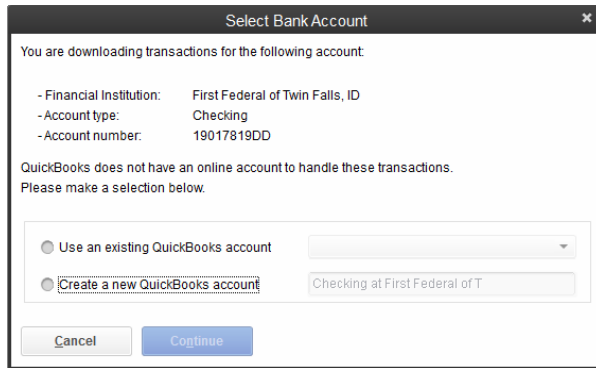 Select Bank Account
You are downloading transactions for the following account:
- Financial Institution: First Federal of Twin Falls, ID
- Account type: Checking
- Account number: 19017819DD
QuickBooks does not have an online account to handle these transactions.
Please make a selection below.
Use an existing QuickBooks account
Create a new QuickBooks account Checking at First Federal of T
Cancel Continue